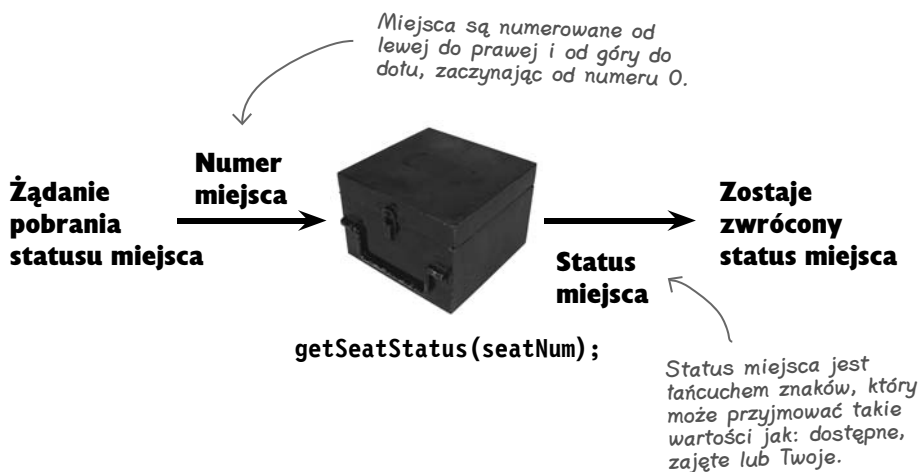 Miejsca są numerowane od
lewej do prawej i od góry do
dołu, zaczynając od numeru 0.
Numer
miejsca
Żądanie
pobrania
statusu miejsca
Zostaje
zwrócony
status miejsca
Status
miejsca
getSeatStatus(seatNum);
Status miejsca jest
łańcuchem znaków, który
może przyjmować takie
wartości jak: dostępne,
zajęte lub Twoje.